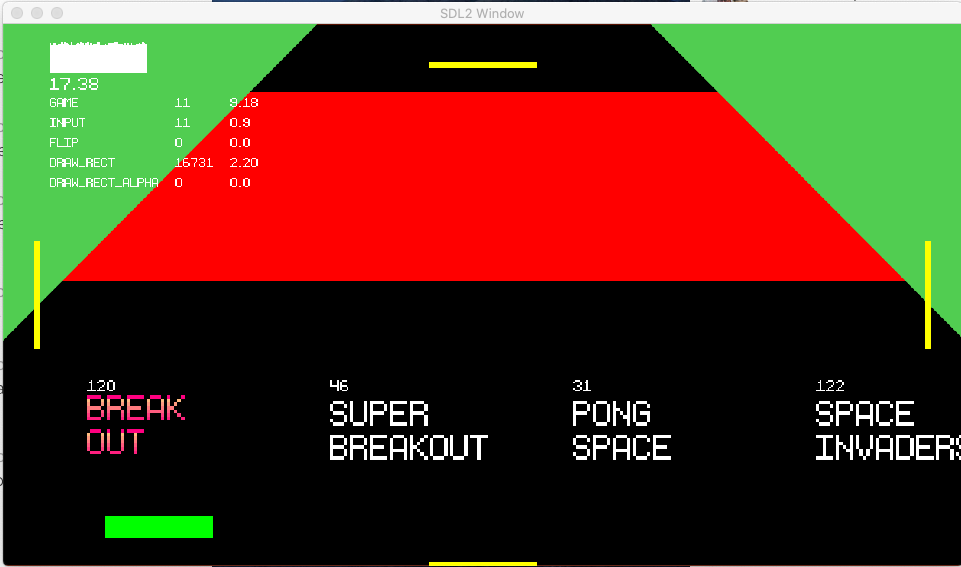 SDL2 Window
17.38
GAME 11 9.18
INPUT 11 0.9
FLIP 0 0.0
DRAW_RECT 16731 2.20
DRAW_RECT_ALPHA 0 0.0
120 46 31 122
BREAK SUPER PONG SPACE
OUT BREAKOUT SPACE INVADERS